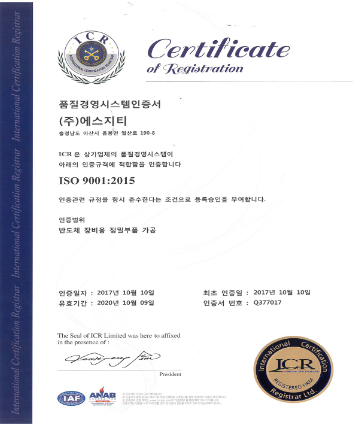 ICR
Certificate
of Registration
품질경영시스템인증서
(주)에스지티
충청남도 아산시 음봉면 월산로 190-8
ICR 은 상기업체의 품질경영시스템이
아래의 인증규격에 적합함을 인증합니다
ISO 9001:2015
인증관련 규정을 항시 준수한다는 조건으로 등록승인을 부여합니다.
인증범위
반도체 장비용 정밀부품 가공
인증일자 : 2017년 10월 10일
최초 인증일 : 2017년 10월 10일
유효기간 : 2020년 10월 09일
인증서 번호 : Q377017
The Seal of ICR Limited was here to affixed
in the presence of :
President
IAF
ANAB
International Certification
ICR
REGISTERED FIRM
Registrar Ltd.
International Certification Registrar International Certification Registrar International Certification Registrar